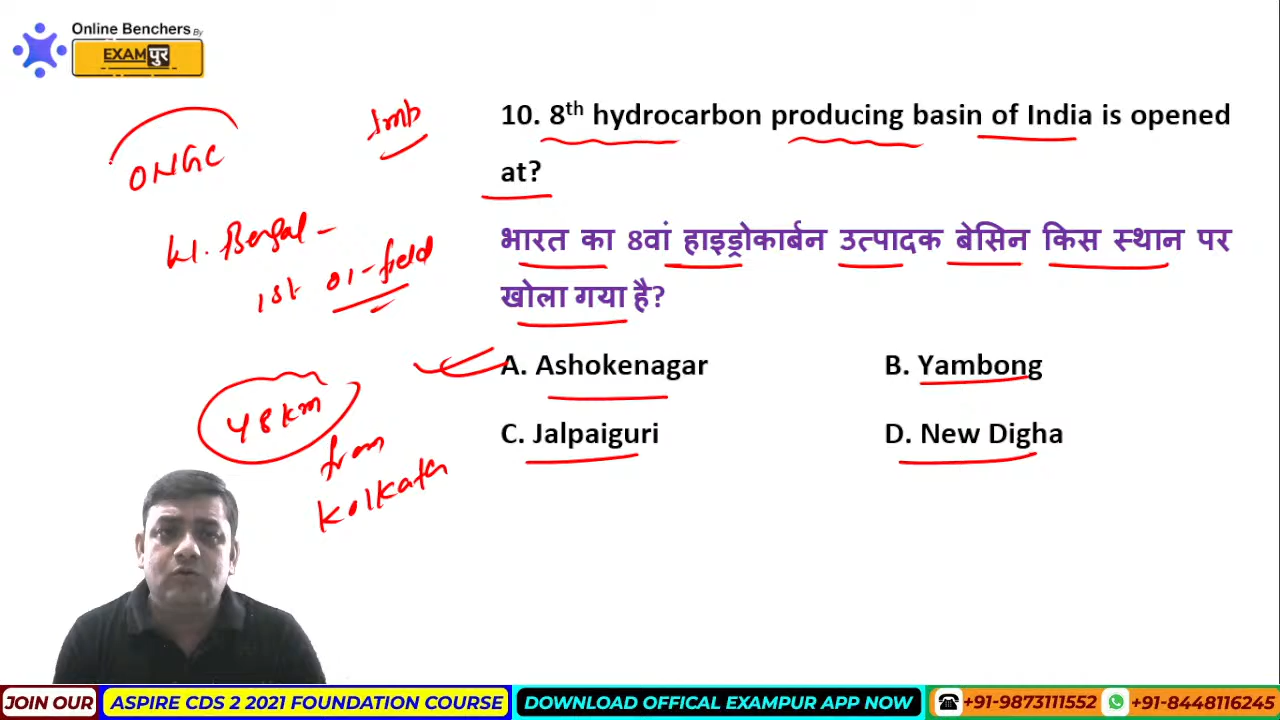 Online Benchers By
EXAMपुर
10. 8th hydrocarbon producing basin of India is opened
at?
भारत का 8वां हाइड्रोकार्बन उत्पादक बेसिन किस स्थान पर
खोला गया है?
A. Ashokenagar
B. Yambong
C. Jalpaiguri
D. New Digha
Imp
ONGC
W. Bengal -
1st oi-field
48km
from
kolkata
JOIN OUR
ASPIRE CDS 2 2021 FOUNDATION COURSE
DOWNLOAD OFFICAL EXAMPUR APP NOW
+91-9873111552
+91-8448116245